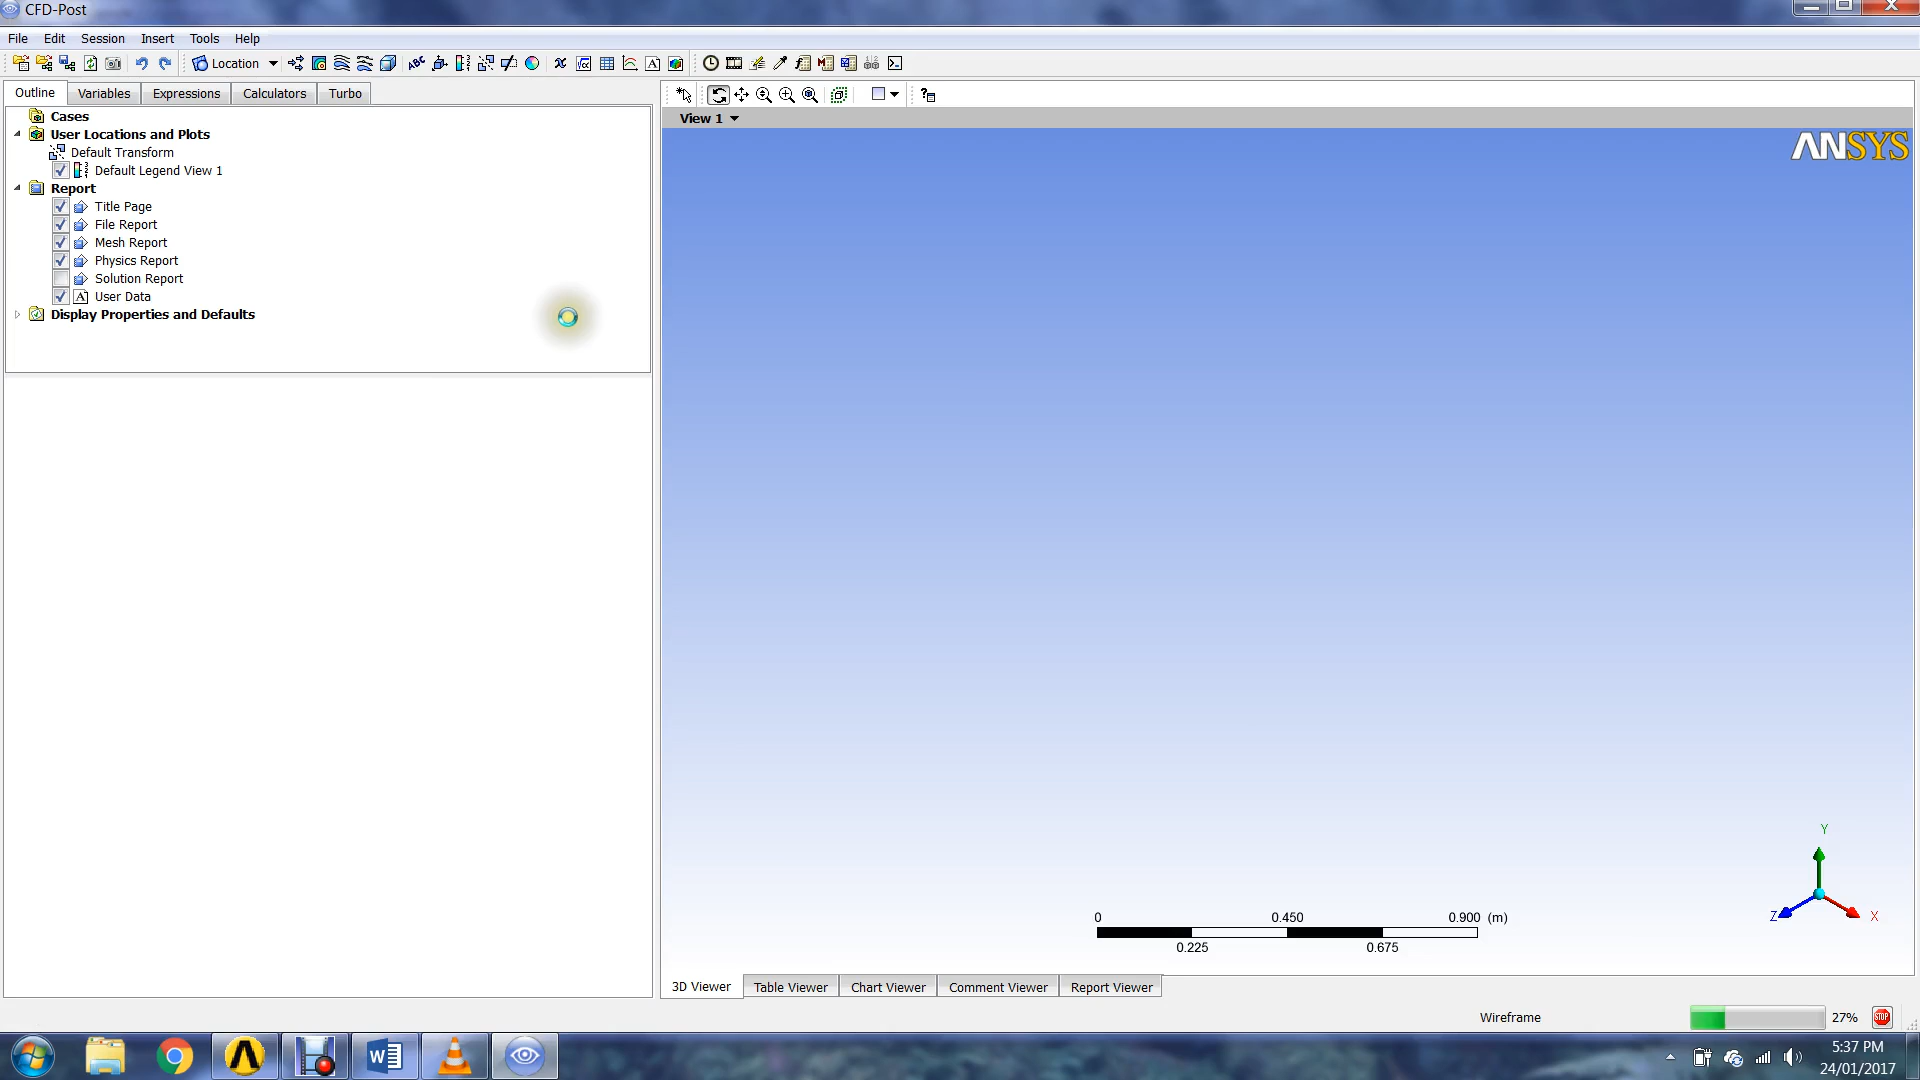 CFD-Post
File Edit Session Insert Tools Help
Location
Outline Variables Expressions Calculators Turbo
Cases
User Locations and Plots
Default Transform
Default Legend View 1
Report
Title Page
File Report
Mesh Report
Physics Report
Solution Report
A User Data
Display Properties and Defaults
View 1
ANSYS
Y
Z X
0 0.450 0.900 (m)
0.225 0.675
3D Viewer Table Viewer Chart Viewer Comment Viewer Report Viewer
Wireframe 27% STOP
5:37 PM
24/01/2017